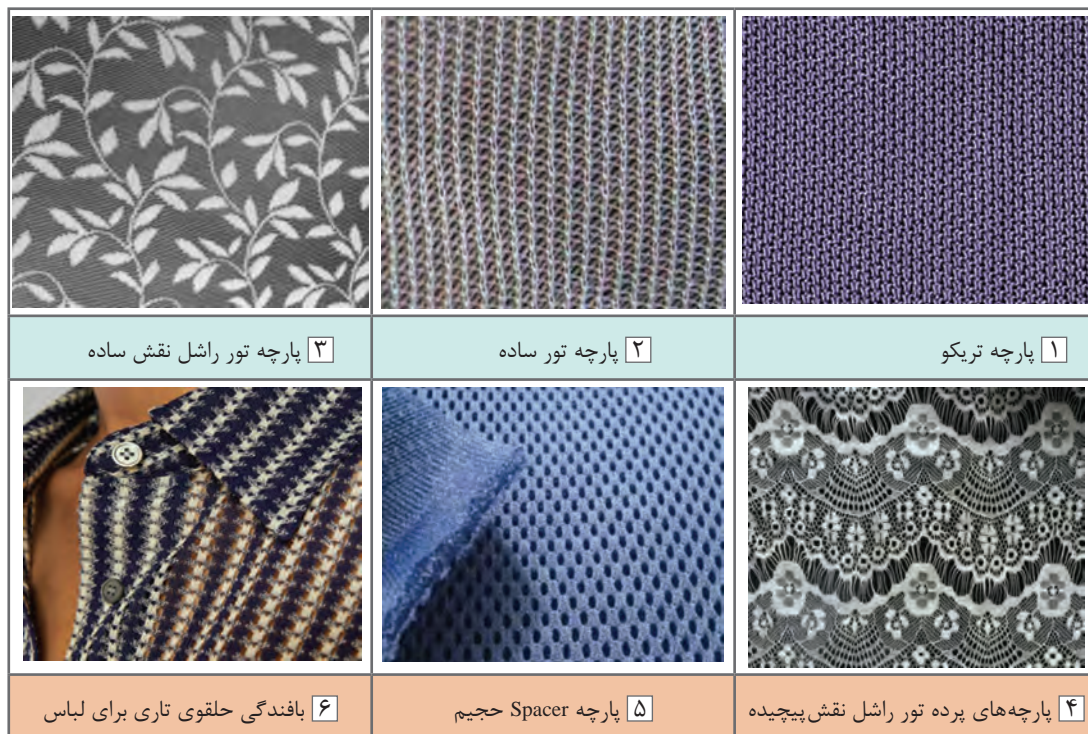 ۱ پارچه تریکو
۲ پارچه تور ساده
۳ پارچه تور راشل نقش ساده
۴ پارچه‌های پرده تور راشل نقش‌پیچیده
۵ پارچه Spacer حجیم
۶ بافندگی حلقوی تاری برای لباس